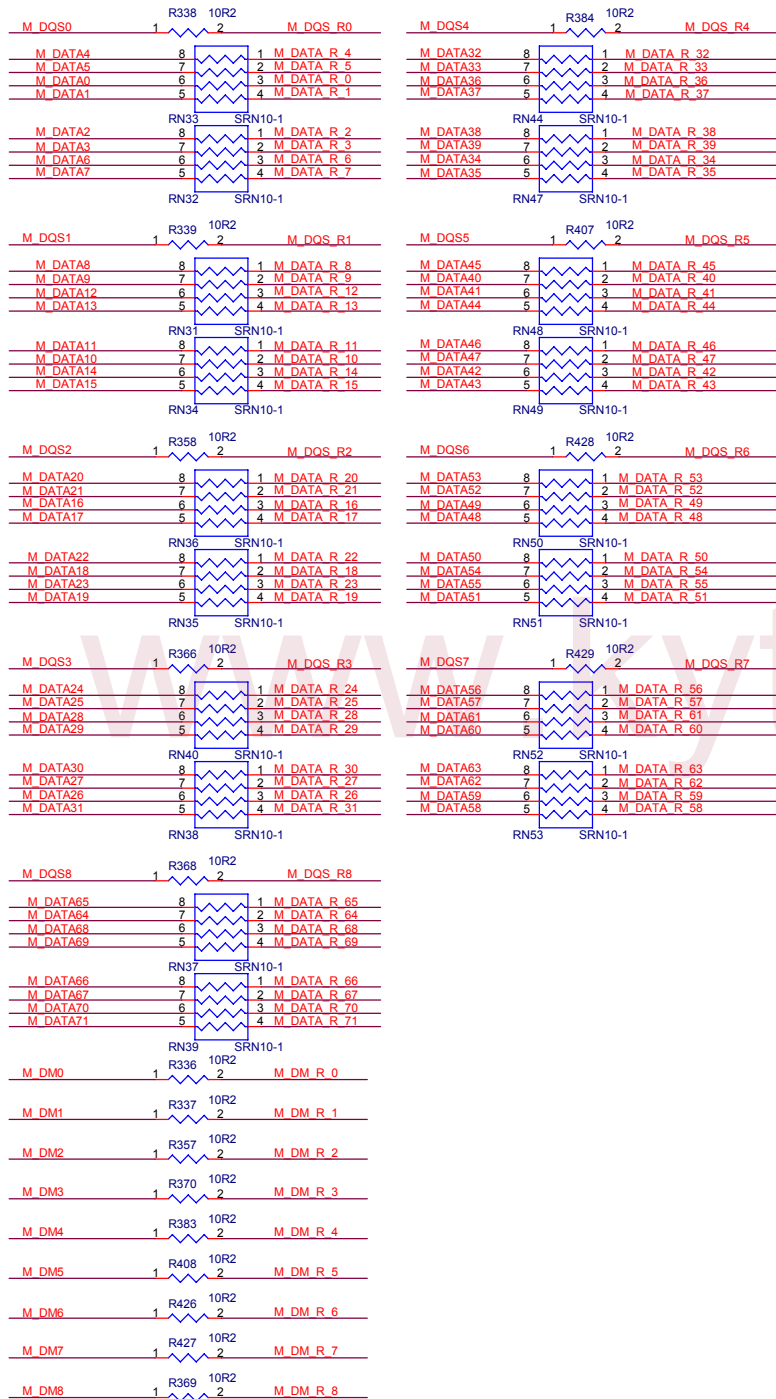 R338 10R2
M_DQS0 1 2 M_DQS_R0
M_DATA4 8 1 M_DATA_R_4
M_DATA5 7 2 M_DATA_R_5
M_DATA0 6 3 M_DATA_R_0
M_DATA1 5 4 M_DATA_R_1
RN33 SRN10-1
M_DATA2 8 1 M_DATA_R_2
M_DATA3 7 2 M_DATA_R_3
M_DATA6 6 3 M_DATA_R_6
M_DATA7 5 4 M_DATA_R_7
RN32 SRN10-1
R339 10R2
M_DQS1 1 2 M_DQS_R1
M_DATA8 8 1 M_DATA_R_8
M_DATA9 7 2 M_DATA_R_9
M_DATA12 6 3 M_DATA_R_12
M_DATA13 5 4 M_DATA_R_13
RN31 SRN10-1
M_DATA11 8 1 M_DATA_R_11
M_DATA10 7 2 M_DATA_R_10
M_DATA14 6 3 M_DATA_R_14
M_DATA15 5 4 M_DATA_R_15
RN34 SRN10-1
R358 10R2
M_DQS2 1 2 M_DQS_R2
M_DATA20 8 1 M_DATA_R_20
M_DATA21 7 2 M_DATA_R_21
M_DATA16 6 3 M_DATA_R_16
M_DATA17 5 4 M_DATA_R_17
RN36 SRN10-1
M_DATA22 8 1 M_DATA_R_22
M_DATA18 7 2 M_DATA_R_18
M_DATA23 6 3 M_DATA_R_23
M_DATA19 5 4 M_DATA_R_19
RN35 SRN10-1
R366 10R2
M_DQS3 1 2 M_DQS_R3
M_DATA24 8 1 M_DATA_R_24
M_DATA25 7 2 M_DATA_R_25
M_DATA28 6 3 M_DATA_R_28
M_DATA29 5 4 M_DATA_R_29
RN40 SRN10-1
M_DATA30 8 1 M_DATA_R_30
M_DATA27 7 2 M_DATA_R_27
M_DATA26 6 3 M_DATA_R_26
M_DATA31 5 4 M_DATA_R_31
RN38 SRN10-1
R368 10R2
M_DQS8 1 2 M_DQS_R8
M_DATA65 8 1 M_DATA_R_65
M_DATA64 7 2 M_DATA_R_64
M_DATA68 6 3 M_DATA_R_68
M_DATA69 5 4 M_DATA_R_69
RN37 SRN10-1
M_DATA66 8 1 M_DATA_R_66
M_DATA67 7 2 M_DATA_R_67
M_DATA70 6 3 M_DATA_R_70
M_DATA71 5 4 M_DATA_R_71
RN39 SRN10-1
R336 10R2
M_DM0 1 2 M_DM_R_0
R337 10R2
M_DM1 1 2 M_DM_R_1
R357 10R2
M_DM2 1 2 M_DM_R_2
R370 10R2
M_DM3 1 2 M_DM_R_3
R383 10R2
M_DM4 1 2 M_DM_R_4
R408 10R2
M_DM5 1 2 M_DM_R_5
R426 10R2
M_DM6 1 2 M_DM_R_6
R427 10R2
M_DM7 1 2 M_DM_R_7
R369 10R2
M_DM8 1 2 M_DM_R_8
R384 10R2
M_DQS4 1 2 M_DQS_R4
M_DATA32 8 1 M_DATA_R_32
M_DATA33 7 2 M_DATA_R_33
M_DATA36 6 3 M_DATA_R_36
M_DATA37 5 4 M_DATA_R_37
RN44 SRN10-1
M_DATA38 8 1 M_DATA_R_38
M_DATA39 7 2 M_DATA_R_39
M_DATA34 6 3 M_DATA_R_34
M_DATA35 5 4 M_DATA_R_35
RN47 SRN10-1
R407 10R2
M_DQS5 1 2 M_DQS_R5
M_DATA45 8 1 M_DATA_R_45
M_DATA40 7 2 M_DATA_R_40
M_DATA41 6 3 M_DATA_R_41
M_DATA44 5 4 M_DATA_R_44
RN48 SRN10-1
M_DATA46 8 1 M_DATA_R_46
M_DATA47 7 2 M_DATA_R_47
M_DATA42 6 3 M_DATA_R_42
M_DATA43 5 4 M_DATA_R_43
RN49 SRN10-1
R428 10R2
M_DQS6 1 2 M_DQS_R6
M_DATA53 8 1 M_DATA_R_53
M_DATA52 7 2 M_DATA_R_52
M_DATA49 6 3 M_DATA_R_49
M_DATA48 5 4 M_DATA_R_48
RN50 SRN10-1
M_DATA50 8 1 M_DATA_R_50
M_DATA54 7 2 M_DATA_R_54
M_DATA55 6 3 M_DATA_R_55
M_DATA51 5 4 M_DATA_R_51
RN51 SRN10-1
R429 10R2
M_DQS7 1 2 M_DQS_R7
M_DATA56 8 1 M_DATA_R_56
M_DATA57 7 2 M_DATA_R_57
M_DATA61 6 3 M_DATA_R_61
M_DATA60 5 4 M_DATA_R_60
RN52 SRN10-1
M_DATA63 8 1 M_DATA_R_63
M_DATA62 7 2 M_DATA_R_62
M_DATA59 6 3 M_DATA_R_59
M_DATA58 5 4 M_DATA_R_58
RN53 SRN10-1
www.kyt